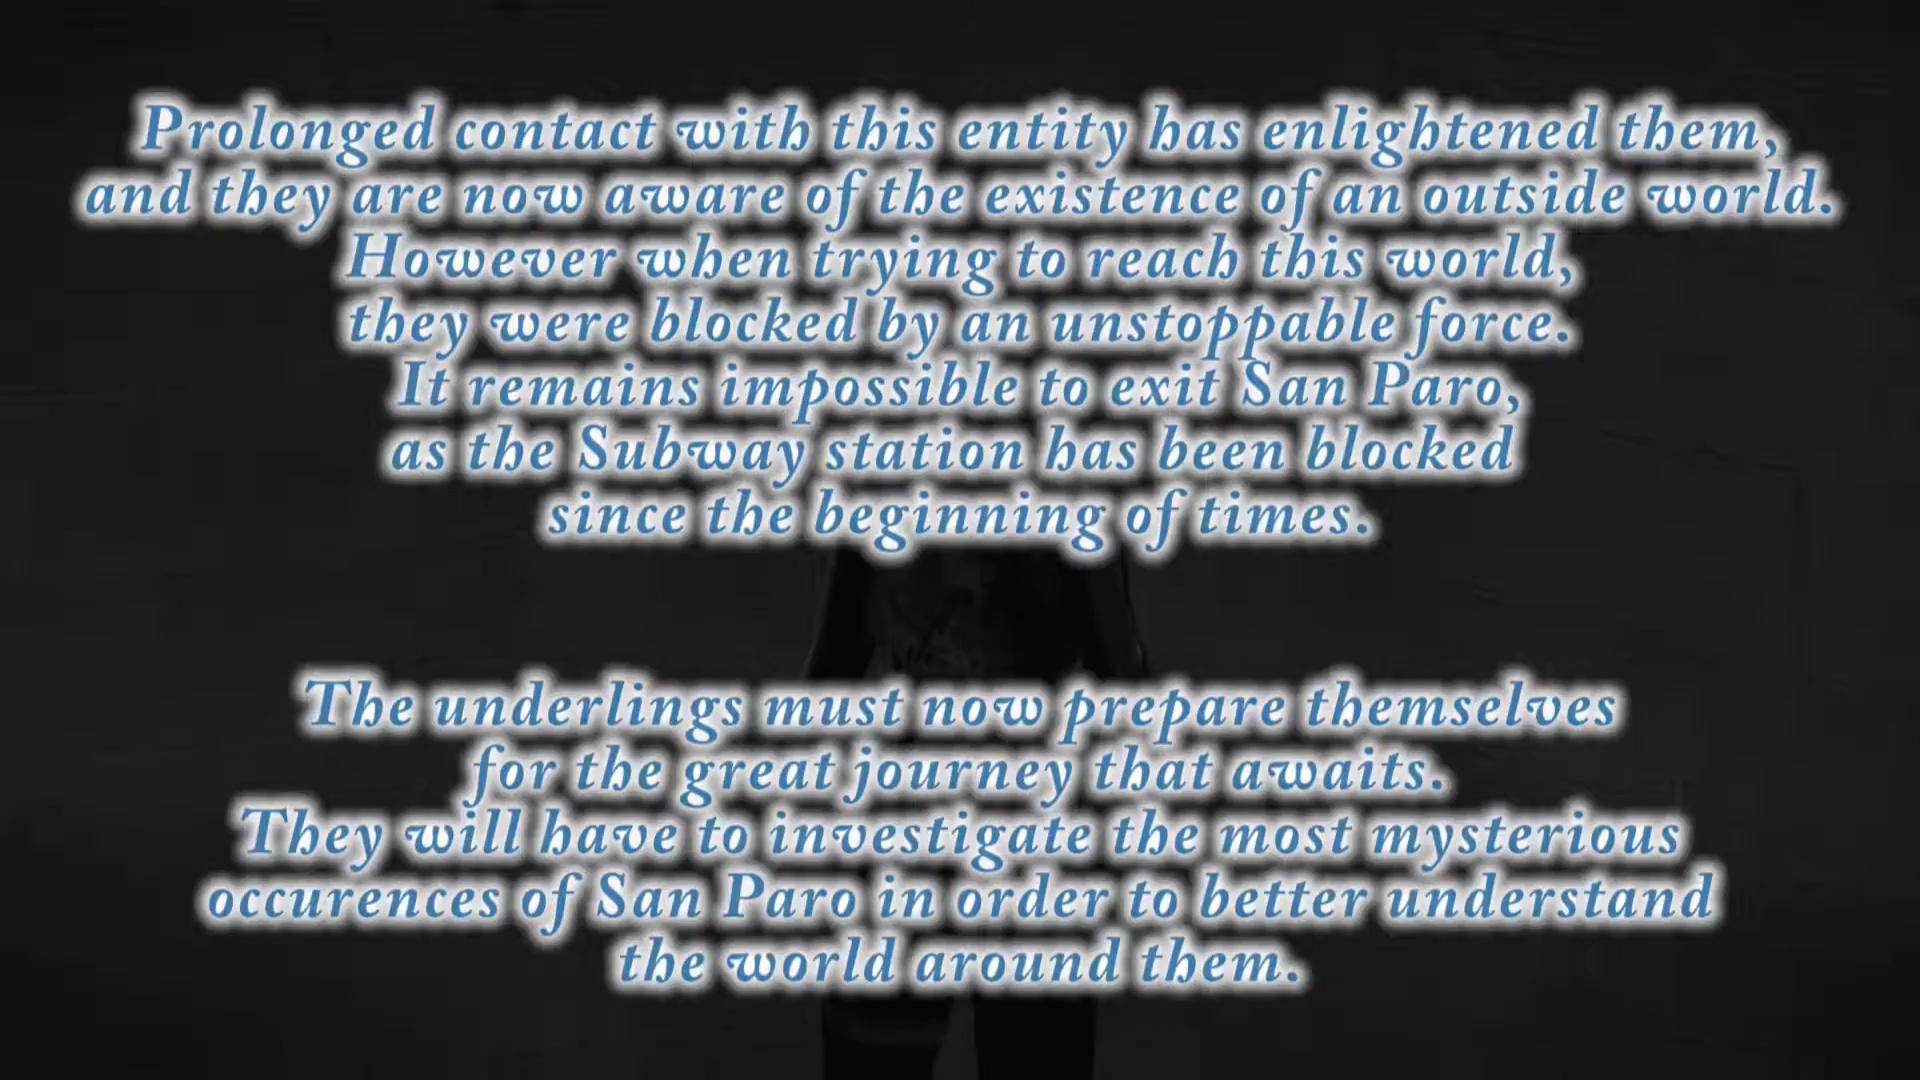 Prolonged contact with this entity has enlightened them,
and they are now aware of the existence of an outside world.
However when trying to reach this world,
they were blocked by an unstoppable force.
It remains impossible to exit San Paro,
as the Subway station has been blocked
since the beginning of times.
The underlings must now prepare themselves
for the great journey that awaits.
They will have to investigate the most mysterious
occurences of San Paro in order to better understand
the world around them.